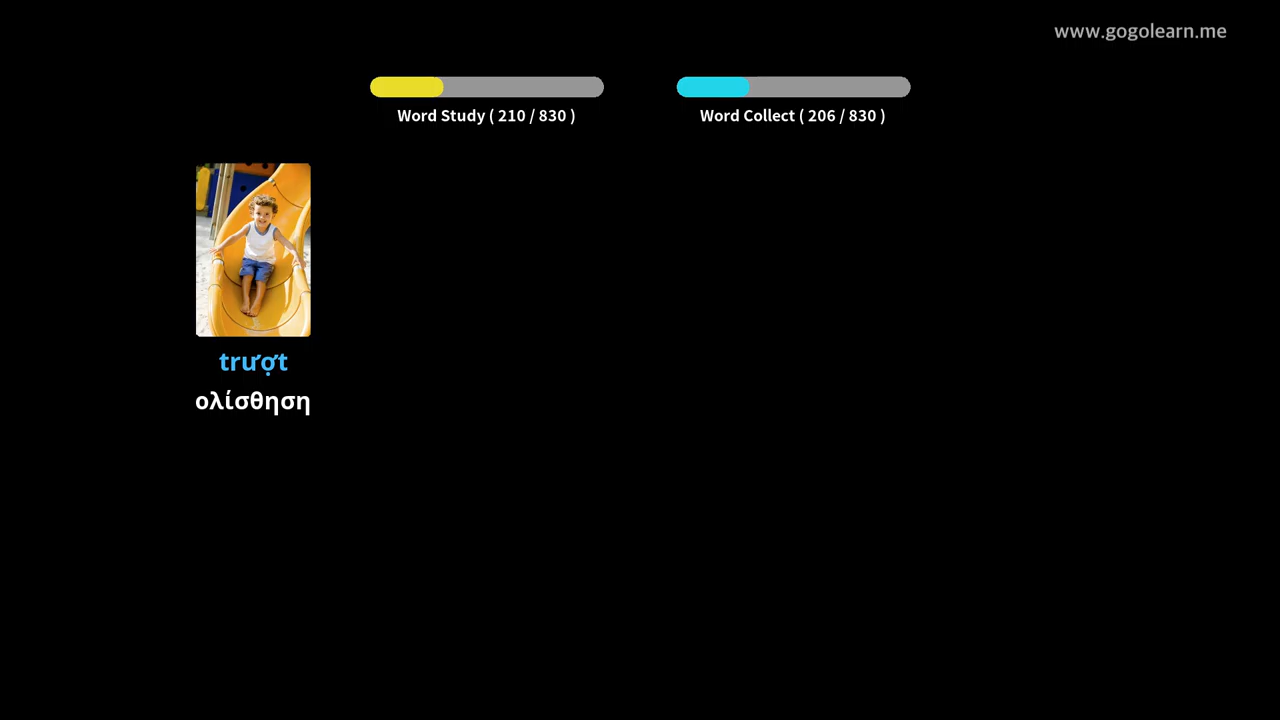 www.gogolearn.me
Word Study ( 210 / 830 )
Word Collect ( 206 / 830 )
trượt
ολίσθηση